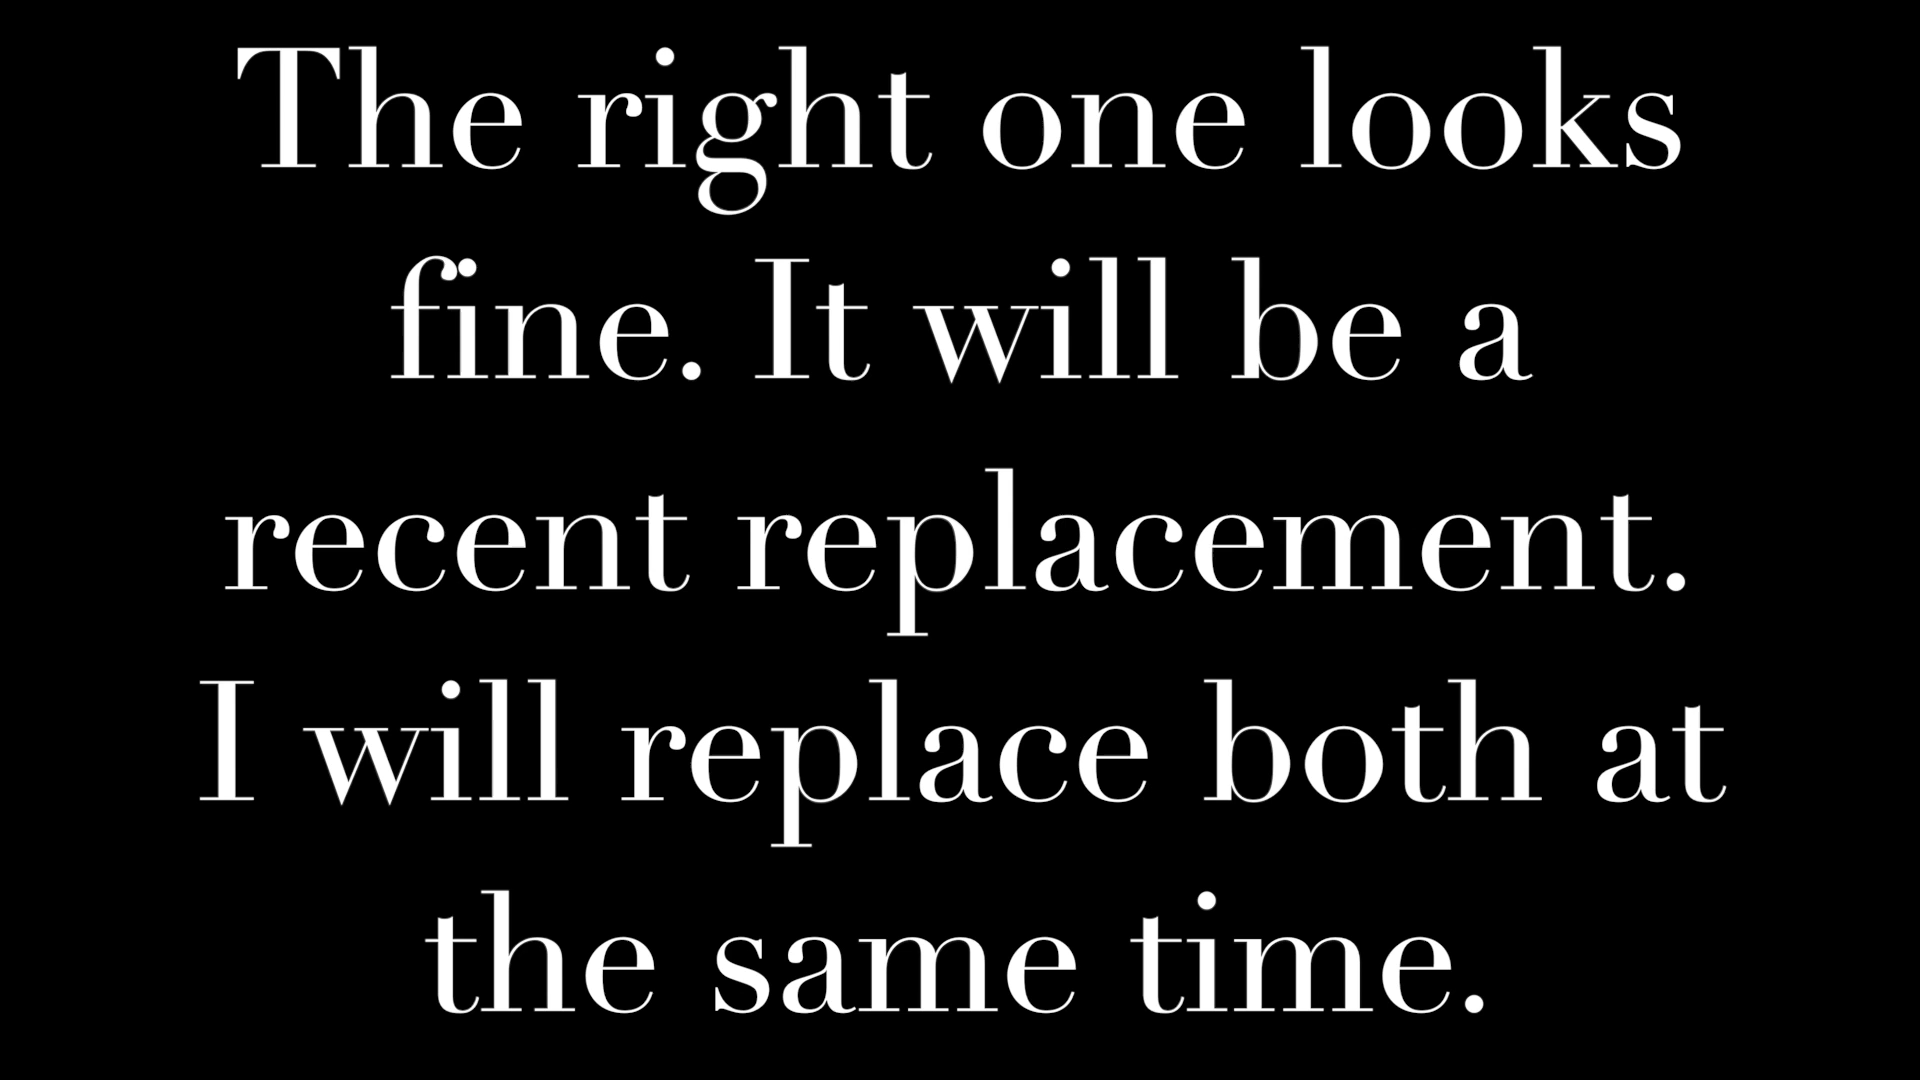 The right one looks
fine. It will be a
recent replacement.
I will replace both at
the same time.